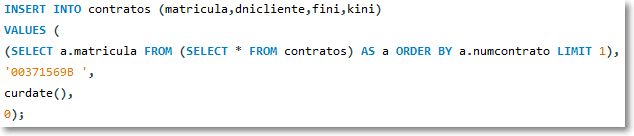 INSERT INTO contratos (matricula,dnicliente,fini,kini)
VALUES (
(SELECT a.matricula FROM (SELECT * FROM contratos) AS a ORDER BY a.numcontrato LIMIT 1),
'00371569B ',
curdate(),
0);